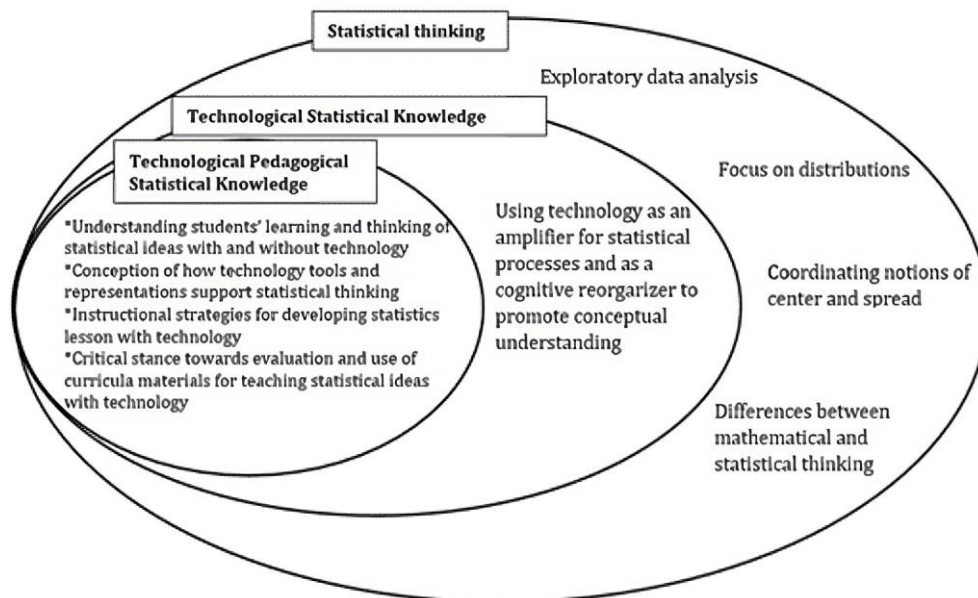 Statistical thinking
Exploratory data analysis
Technological Statistical Knowledge
Technological Pedagogical
Statistical Knowledge
Focus on distributions
*Understanding students' learning and thinking of
statistical ideas with and without technology
*Conception of how technology tools and
representations support statistical thinking
*Instructional strategies for developing statistics
lesson with technology
*Critical stance towards evaluation and use of
curricula materials for teaching statistical ideas
with technology
Using technology as an
amplifier for statistical
processes and as a
cognitive reorgarizer to
promote conceptual
understanding
Coordinating notions of
center and spread
Differences between
mathematical and
statistical thinking